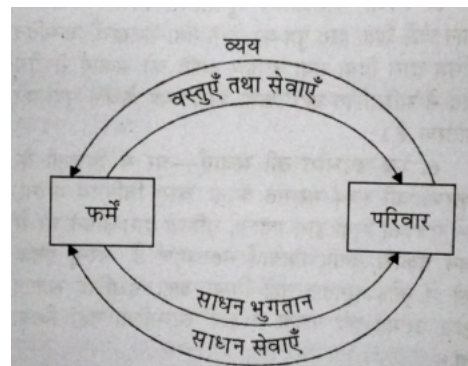 व्यय
वस्तुएँ तथा सेवाएँ
फर्में
परिवार
साधन भुगतान
साधन सेवाएँ